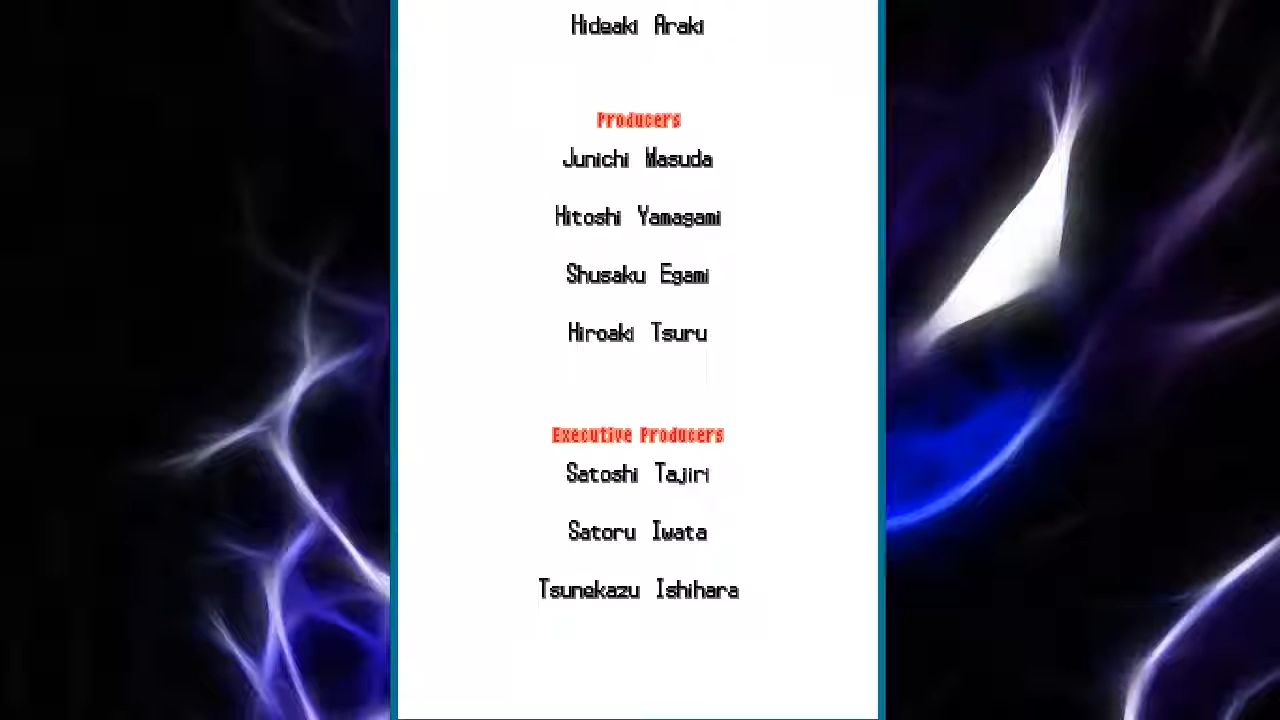 Hideaki Araki
Producers
Junichi Masuda
Hitoshi Yamagami
Shusaku Egami
Hiroaki Tsuru
Executive Producers
Satoshi Tajiri
Satoru Iwata
Tsunekazu Ishihara